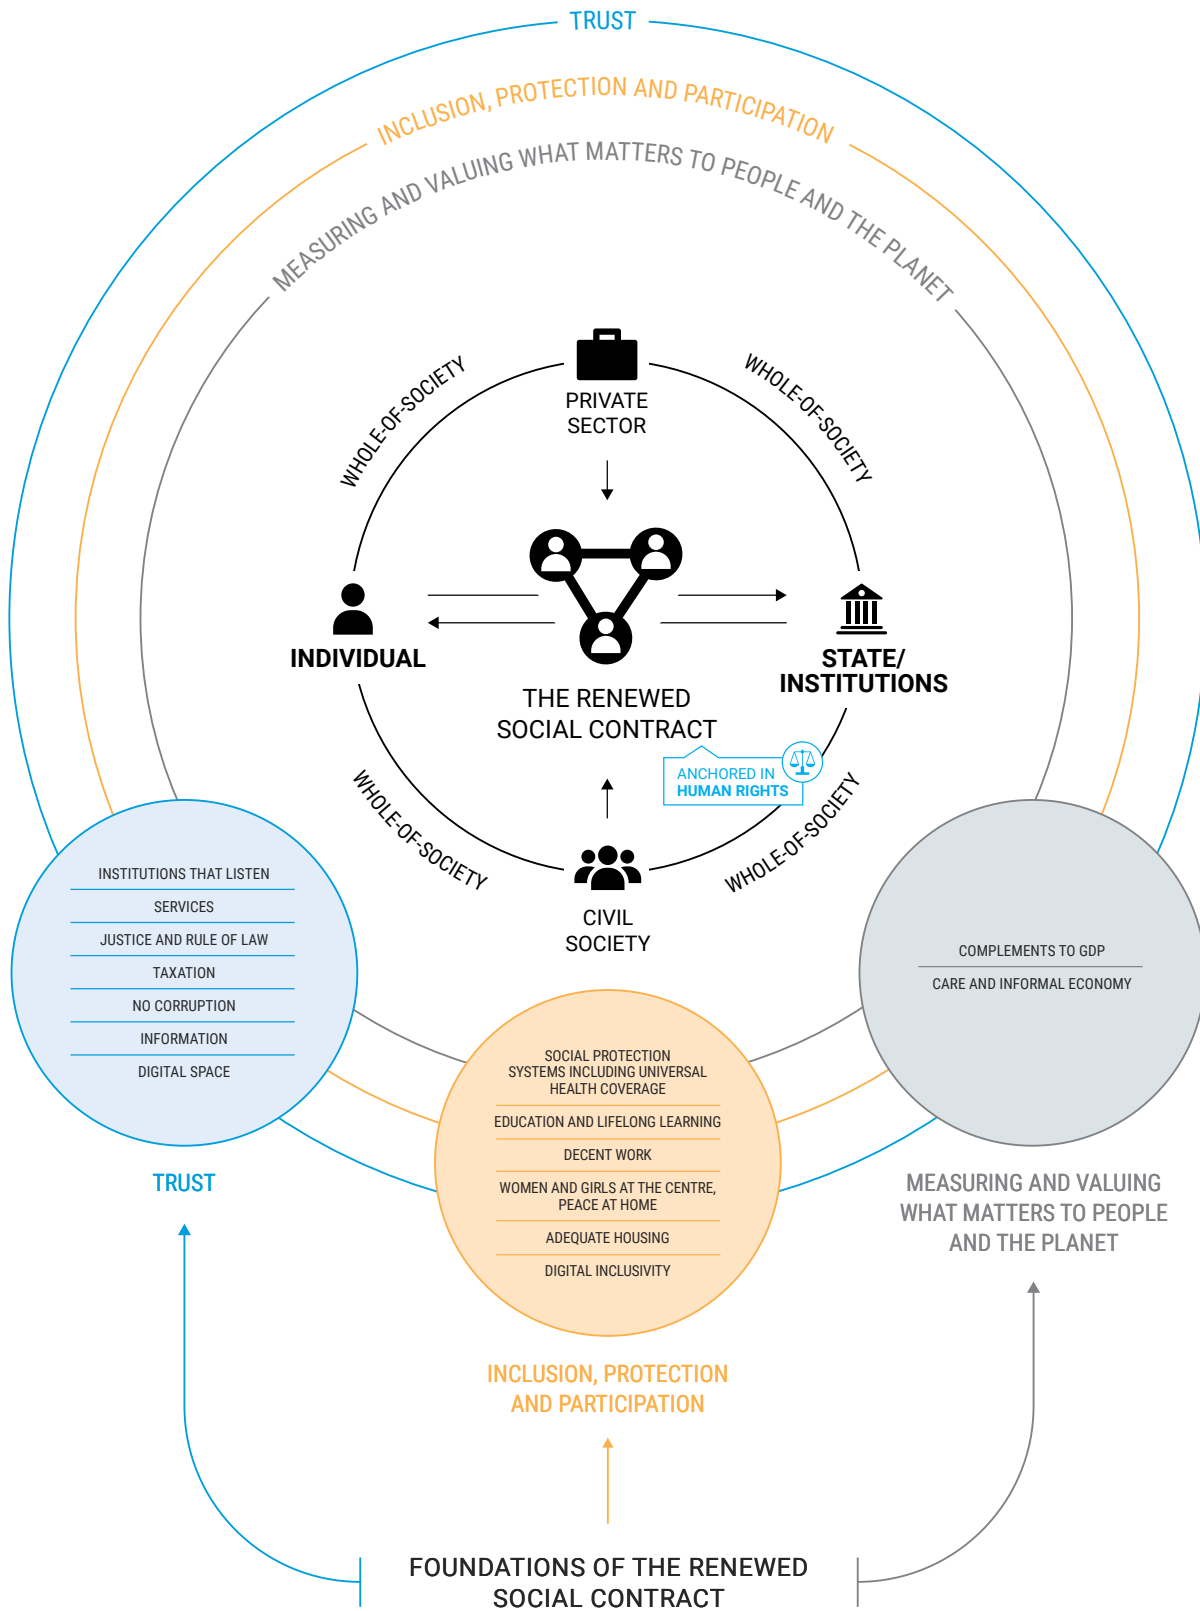 TRUST
INCLUSION, PROTECTION AND PARTICIPATION
MEASURING AND VALUING WHAT MATTERS TO PEOPLE AND THE PLANET
WHOLE-OF-SOCIETY
WHOLE-OF-SOCIETY
PRIVATE
SECTOR
INDIVIDUAL
STATE/
INSTITUTIONS
THE RENEWED
SOCIAL CONTRACT
ANCHORED IN
HUMAN RIGHTS
WHOLE-OF-SOCIETY
WHOLE-OF-SOCIETY
CIVIL
SOCIETY
INSTITUTIONS THAT LISTEN
SERVICES
JUSTICE AND RULE OF LAW
TAXATION
NO CORRUPTION
INFORMATION
DIGITAL SPACE
TRUST
SOCIAL PROTECTION
SYSTEMS INCLUDING UNIVERSAL
HEALTH COVERAGE
EDUCATION AND LIFELONG LEARNING
DECENT WORK
WOMEN AND GIRLS AT THE CENTRE,
PEACE AT HOME
ADEQUATE HOUSING
DIGITAL INCLUSIVITY
INCLUSION, PROTECTION
AND PARTICIPATION
COMPLEMENTS TO GDP
CARE AND INFORMAL ECONOMY
MEASURING AND VALUING
WHAT MATTERS TO PEOPLE
AND THE PLANET
FOUNDATIONS OF THE RENEWED
SOCIAL CONTRACT